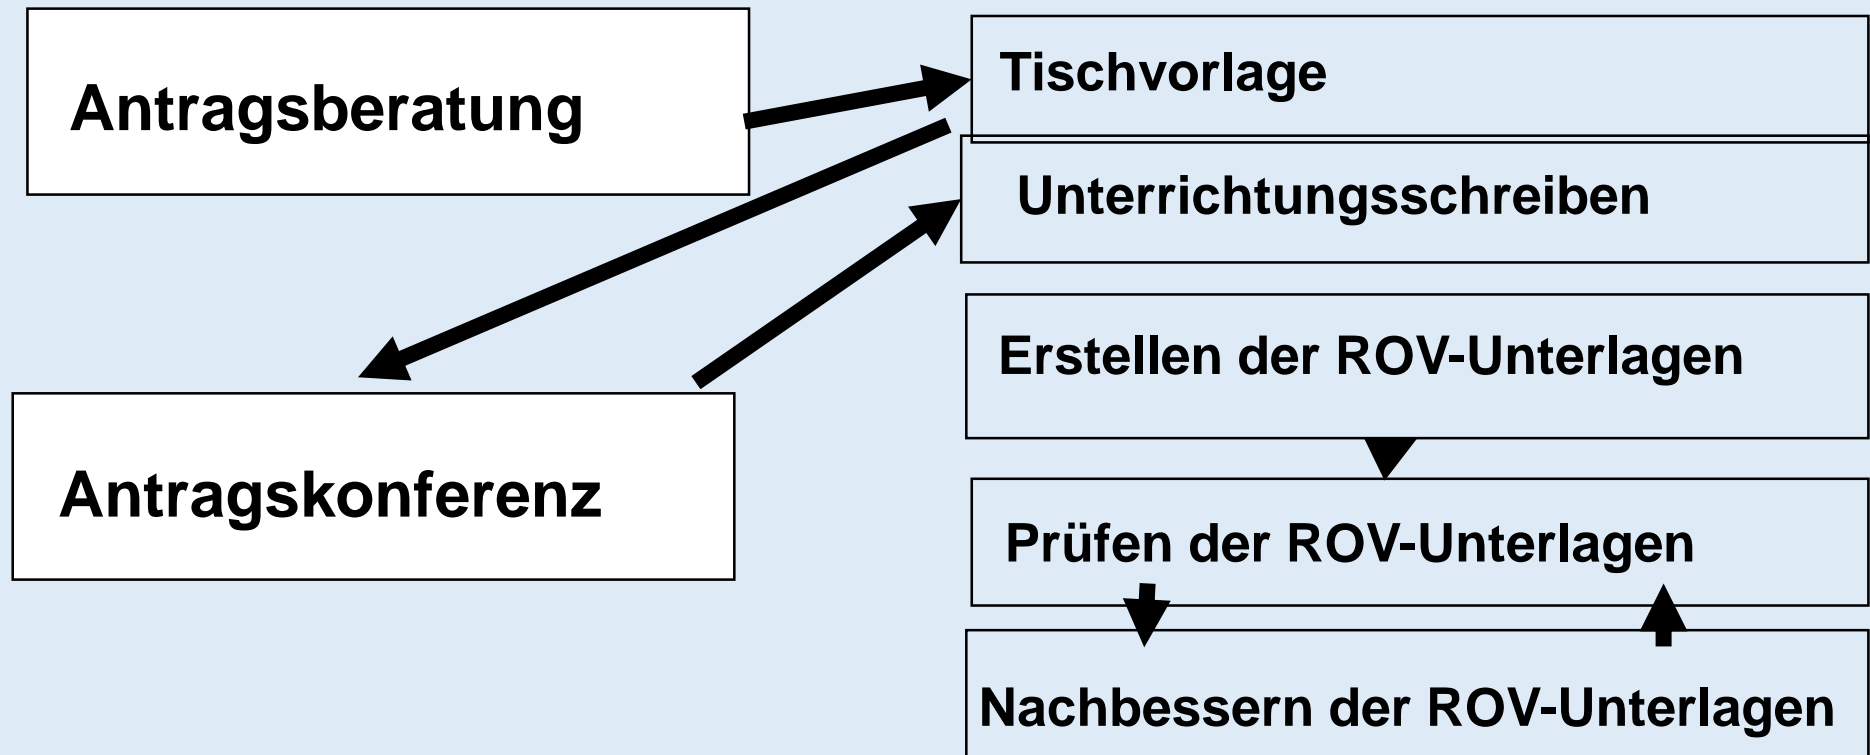 Antragsberatung
Tischvorlage
Unterrichtungsschreiben
Erstellen der ROV-Unterlagen
Antragskonferenz
Prüfen der ROV-Unterlagen
Nachbessern der ROV-Unterlagen